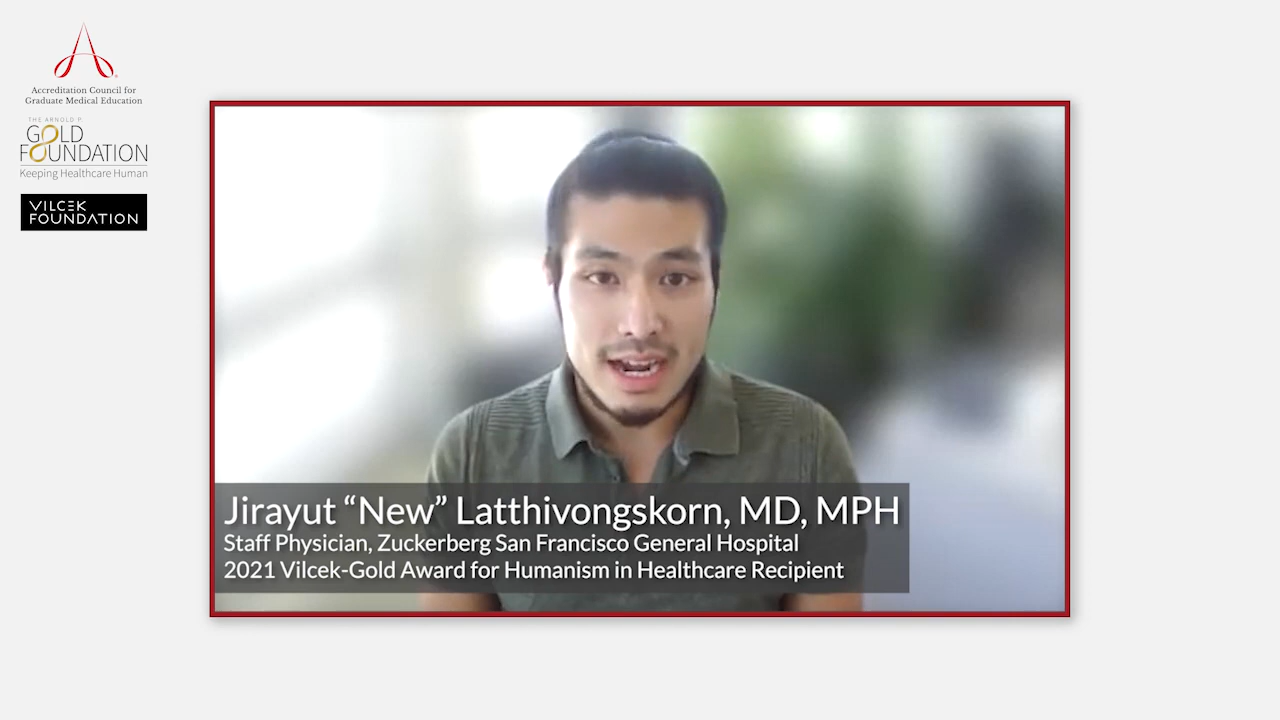 Accreditation Council for
Graduate Medical Education
THE ARNOLD P.
GOLD
FOUNDATION
Keeping Healthcare Human
VILCEK
FOUNDATION
Jirayut “New” Latthivongskorn, MD, MPH
Staff Physician, Zuckerberg San Francisco General Hospital
2021 Vilcek-Gold Award for Humanism in Healthcare Recipient